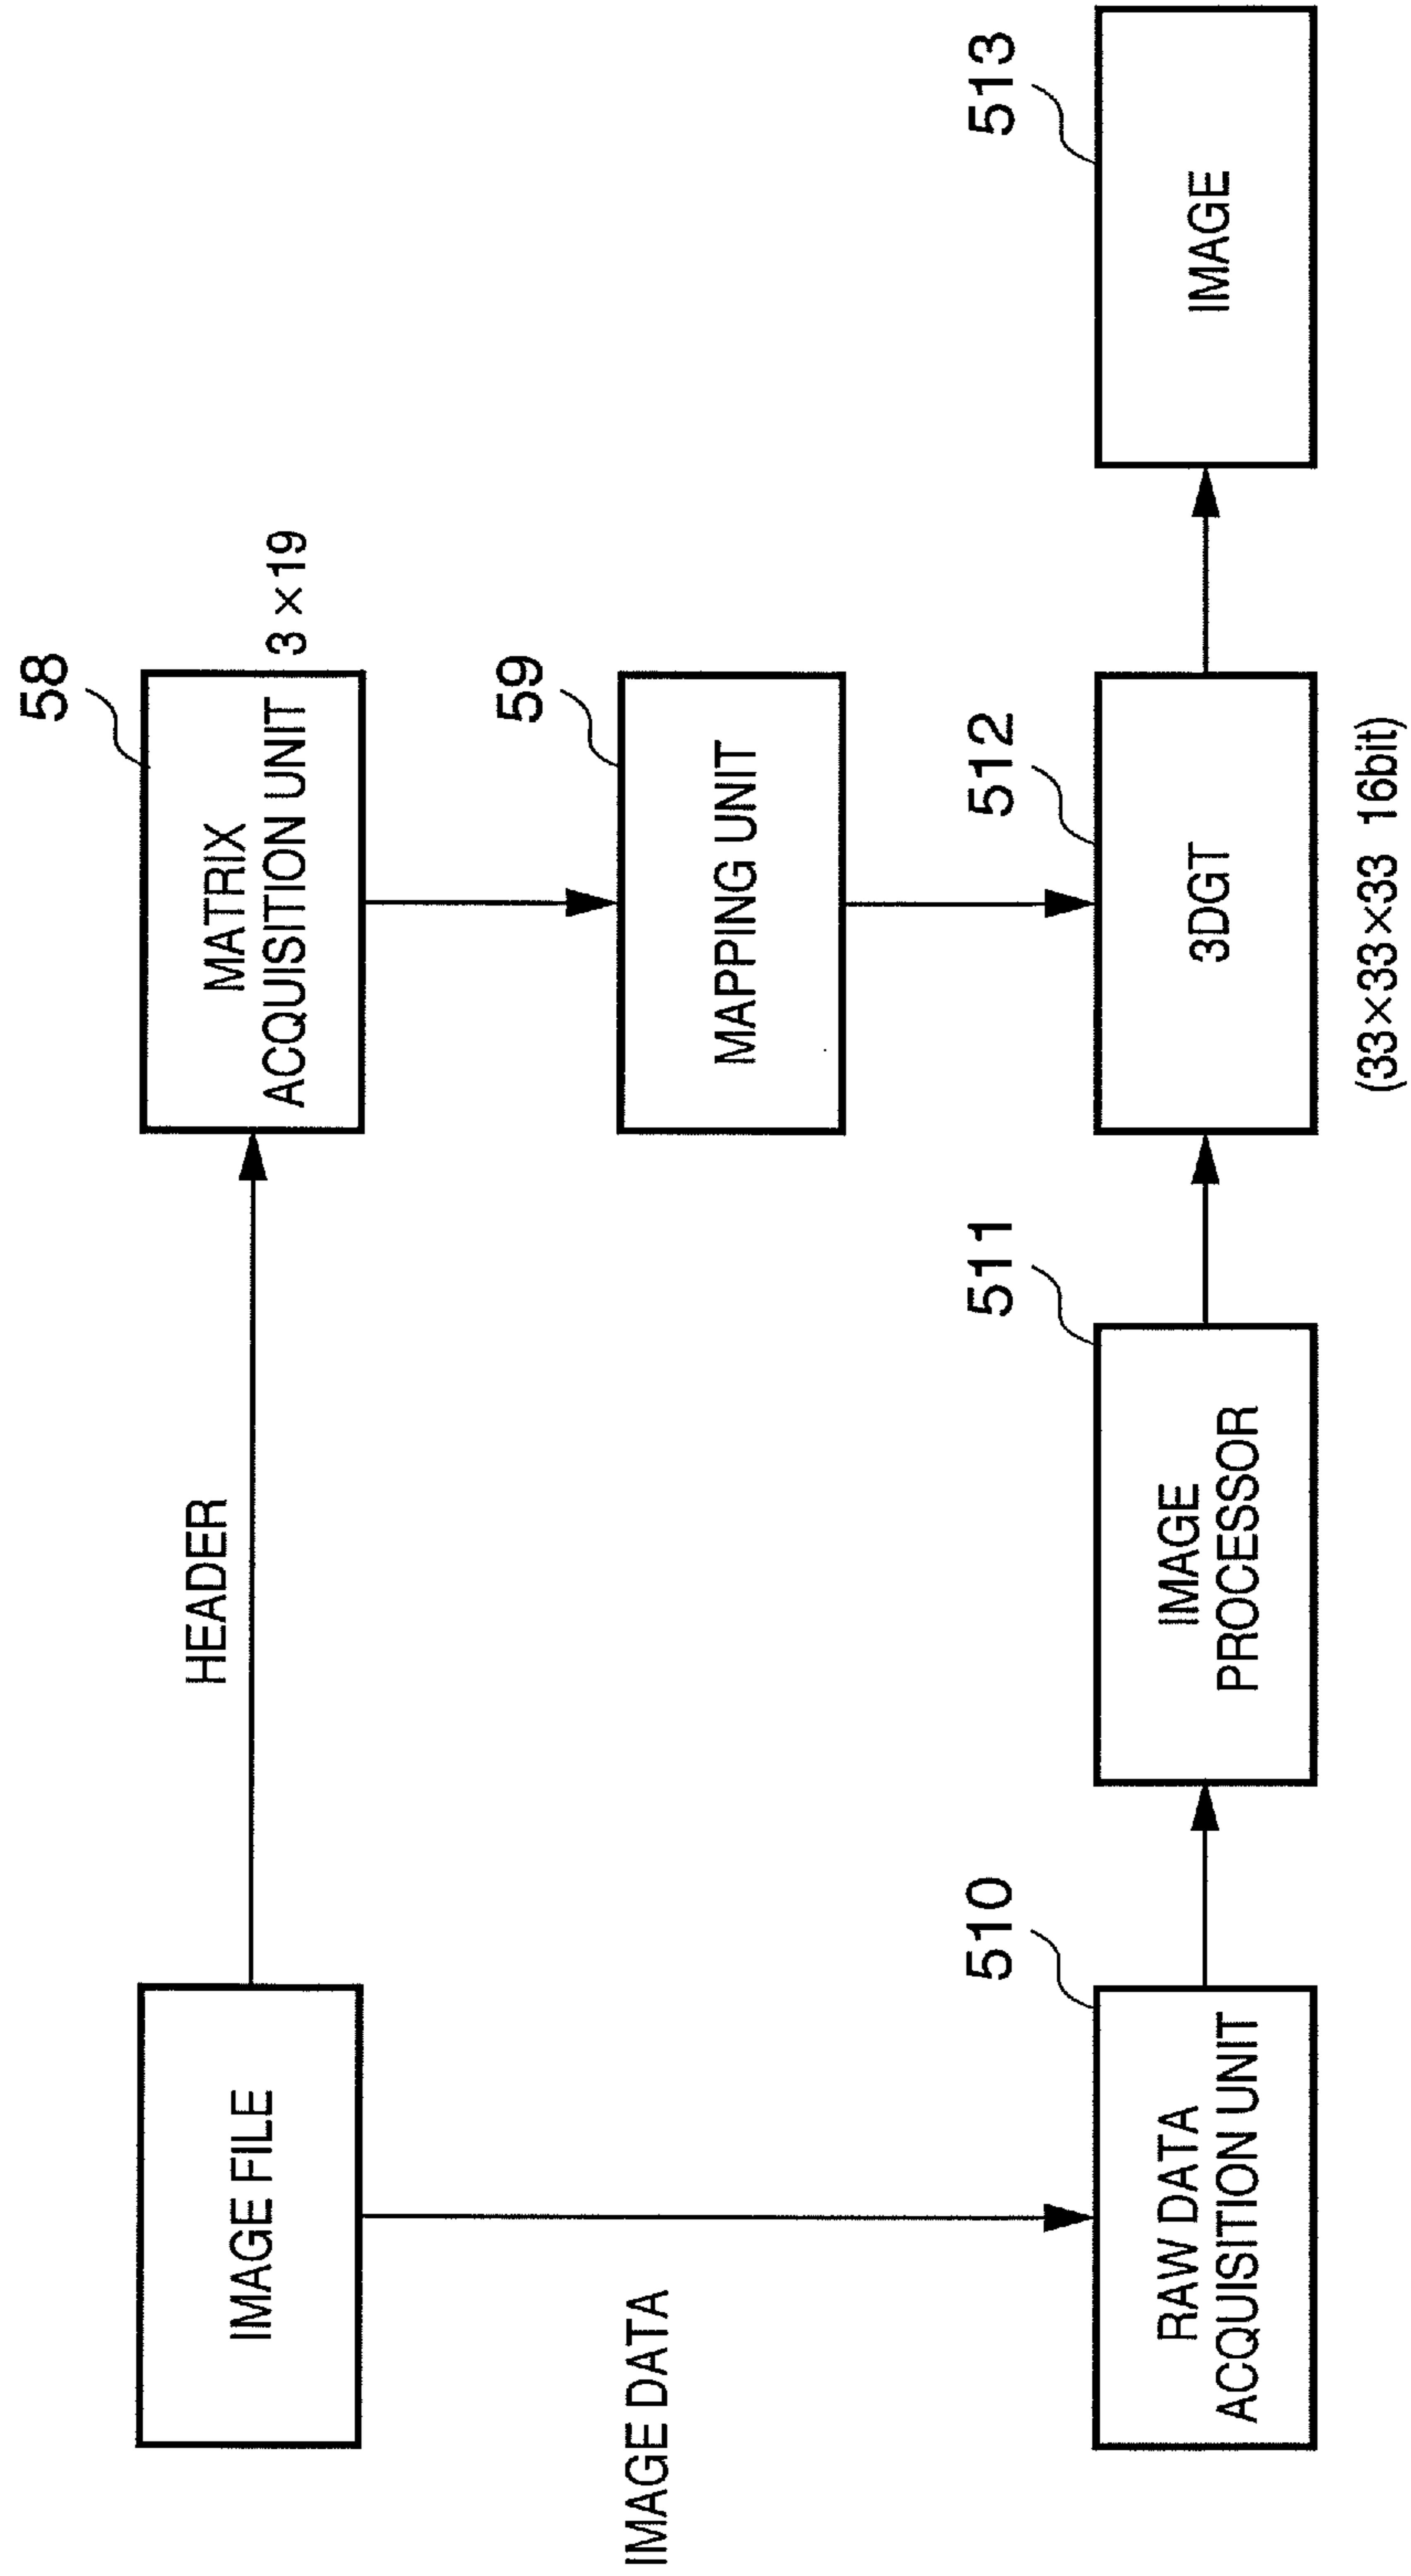 58
IMAGE FILE
HEADER
MATRIX
ACQUISITION UNIT
3×19
59
MAPPING UNIT
IMAGE DATA
510
RAW DATA
ACQUISITION UNIT
511
IMAGE
PROCESSOR
512
3DGT
(33×33×33 16bit)
513
IMAGE